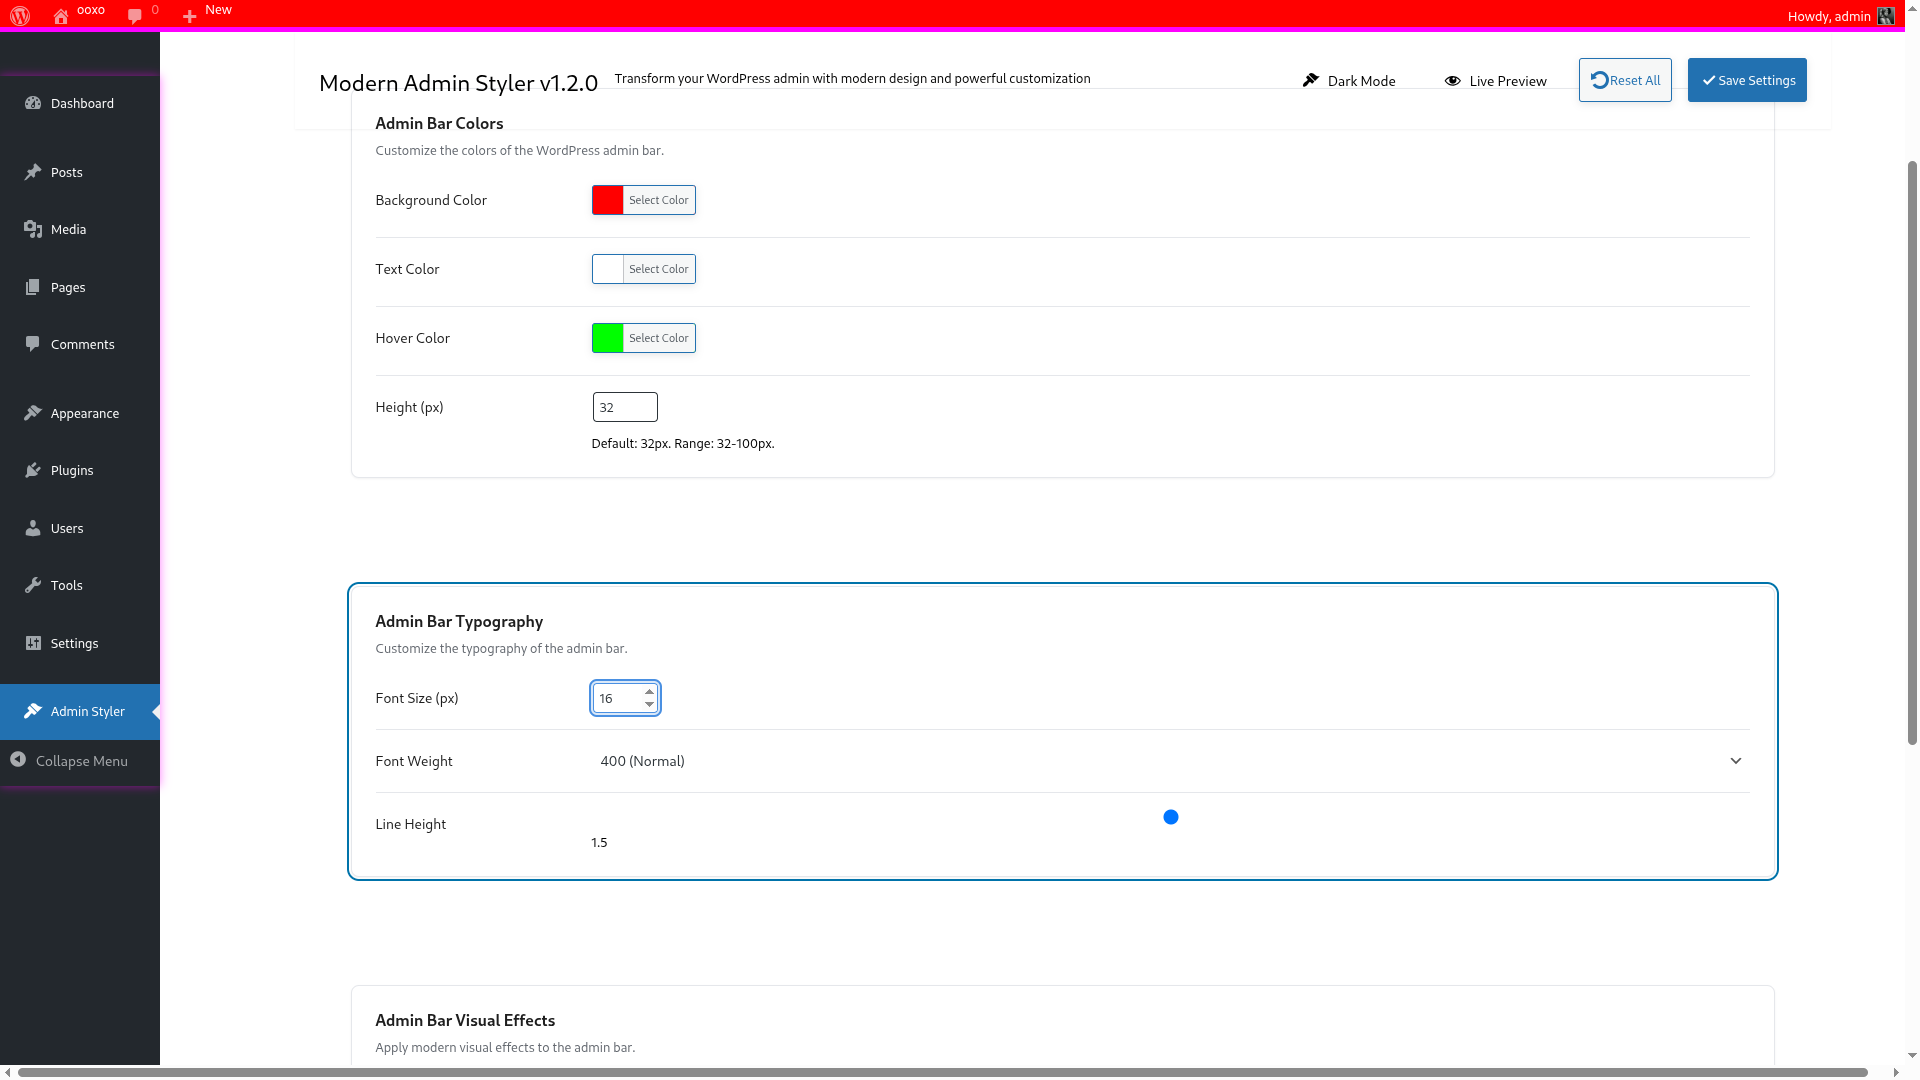 ooxo
0
New
Howdy, admin
Modern Admin Styler v1.2.0
Transform your WordPress admin with modern design and powerful customization
Dark Mode
Live Preview
Reset All
Save Settings
Dashboard
Posts
Media
Pages
Comments
Appearance
Plugins
Users
Tools
Settings
Admin Styler
Collapse Menu
Admin Bar Colors
Customize the colors of the WordPress admin bar.
Background Color
Select Color
Text Color
Select Color
Hover Color
Select Color
Height (px)
32
Default: 32px. Range: 32-100px.
Admin Bar Typography
Customize the typography of the admin bar.
Font Size (px)
16
Font Weight
400 (Normal)
Line Height
1.5
Admin Bar Visual Effects
Apply modern visual effects to the admin bar.